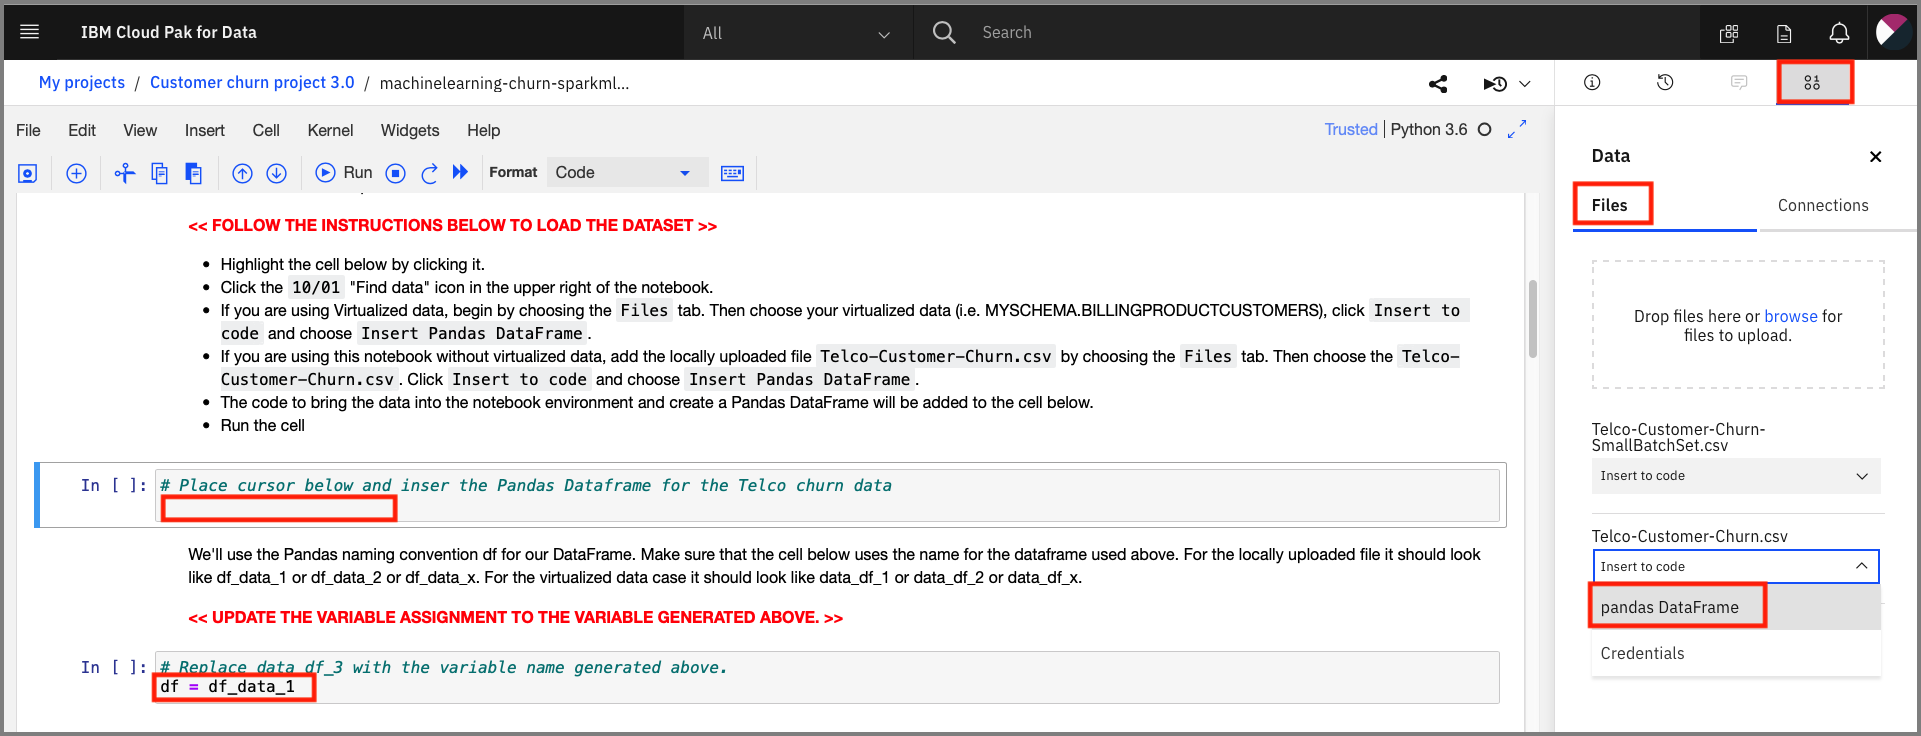 IBM Cloud Pak for Data
All
Search
My projects / Customer churn project 3.0 / machinelearning-churn-sparkml...
File Edit View Insert Cell Kernel Widgets Help
Trusted | Python 3.6
Run
Format
Code
<< FOLLOW THE INSTRUCTIONS BELOW TO LOAD THE DATASET >>
• Highlight the cell below by clicking it.
• Click the 10/01 "Find data" icon in the upper right of the notebook.
• If you are using Virtualized data, begin by choosing the Files tab. Then choose your virtualized data (i.e. MYSCHEMA.BILLINGPRODUCTCUSTOMERS), click Insert to
code and choose Insert Pandas DataFrame.
• If you are using this notebook without virtualized data, add the locally uploaded file Telco-Customer-Churn.csv by choosing the Files tab. Then choose the Telco-
Customer-Churn.csv. Click Insert to code and choose Insert Pandas DataFrame.
• The code to bring the data into the notebook environment and create a Pandas DataFrame will be added to the cell below.
• Run the cell
In [ ]: # Place cursor below and inser the Pandas Dataframe for the Telco churn data
We'll use the Pandas naming convention df for our DataFrame. Make sure that the cell below uses the name for the dataframe used above. For the locally uploaded file it should look
like df_data_1 or df_data_2 or df_data_x. For the virtualized data case it should look like data_df_1 or data_df_2 or data_df_x.
<< UPDATE THE VARIABLE ASSIGNMENT TO THE VARIABLE GENERATED ABOVE. >>
In [ ]: # Replace data_df_3 with the variable name generated above.
df = df_data_1
Data
Files
Connections
Drop files here or browse for
files to upload.
Telco-Customer-Churn-
SmallBatchSet.csv
Insert to code
Telco-Customer-Churn.csv
Insert to code
pandas DataFrame
Credentials